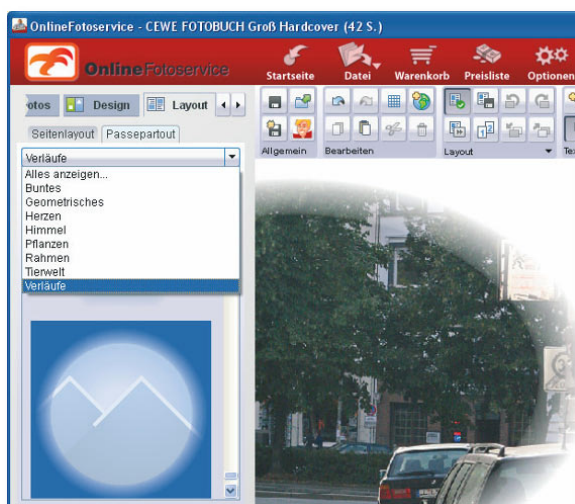 OnlineFotoservice - CEWE FOTOBUCH Groß Hardcover (42 S.)
OnlineFotoservice
Startseite Datei Warenkorb Preisliste Optionen
otos Design Layout
Seitenlayout Passepartout
Allgemein Bearbeiten Layout Tex
Verläufe
Alles anzeigen...
Buntes
Geometrisches
Herzen
Himmel
Pflanzen
Rahmen
Tierwelt
Verläufe